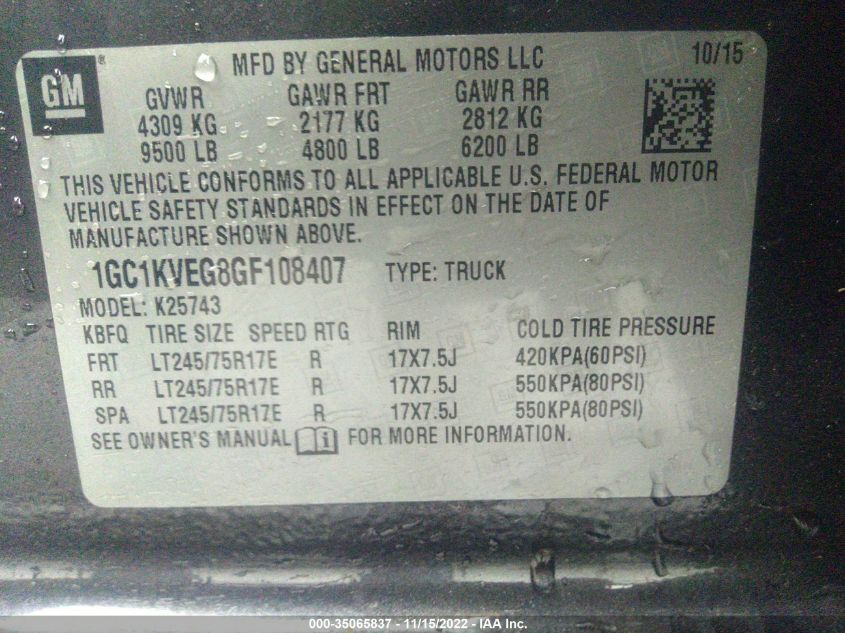 GM
MFD BY GENERAL MOTORS LLC 10/15
GVWR GAWR FRT GAWR RR
4309 KG 2177 KG 2812 KG
9500 LB 4800 LB 6200 LB
THIS VEHICLE CONFORMS TO ALL APPLICABLE U.S. FEDERAL MOTOR
VEHICLE SAFETY STANDARDS IN EFFECT ON THE DATE OF
MANUFACTURE SHOWN ABOVE.
1GC1KVEG8GF108407 TYPE: TRUCK
MODEL: K25743
KBFQ TIRE SIZE SPEED RTG RIM COLD TIRE PRESSURE
FRT LT245/75R17E R 17X7.5J 420KPA(60PSI)
RR LT245/75R17E R 17X7.5J 550KPA(80PSI)
SPA LT245/75R17E R 17X7.5J 550KPA(80PSI)
SEE OWNER'S MANUAL i FOR MORE INFORMATION.
000-35065837 - 11/15/2022 - IAA Inc.